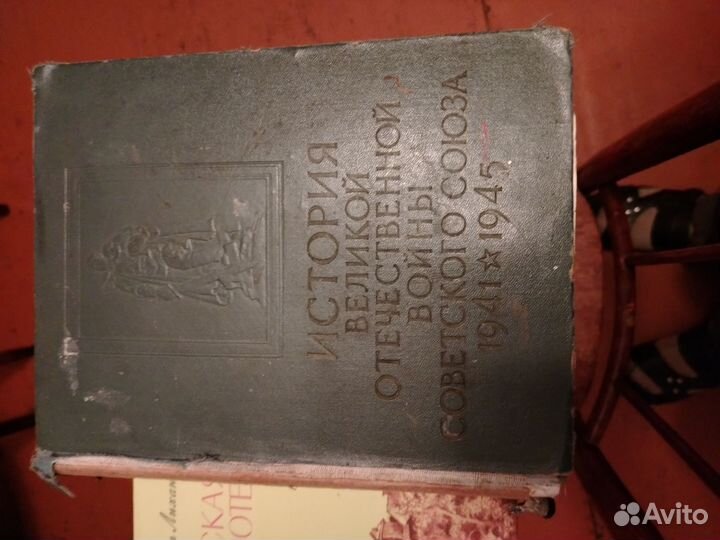 ИСТОРИЯ
ВЕЛИКОЙ
ОТЕЧЕСТВЕННОЙ
ВОЙНЫ
СОВЕТСКОГО СОЮЗА
1941☆1945
Avito